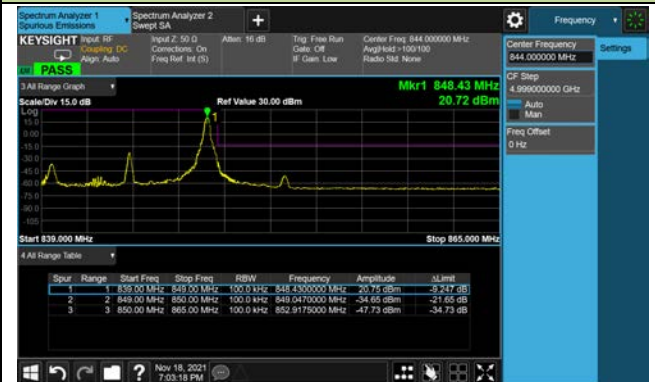 Spectrum Analyzer 1
Spurious Emissions
Spectrum Analyzer 2
Swept SA
Frequency
KEYSIGHT
Input: RF
Coupling: DC
Align: Auto
Input Z: 50 Ω
Corrections: On
Freq Ref: Int (S)
Atten: 16 dB
Trig: Free Run
Gate: Off
IF Gain: Low
Center Freq: 844.000000 MHz
Avg|Hold:>100/100
Radio Std: None
PASS
Center Frequency
844.000000 MHz
Settings
CF Step
4.999000000 GHz
Auto
Man
Freq Offset
0 Hz
3 All Range Graph
Mkr1 848.43 MHz
20.72 dBm
Scale/Div 15.0 dB
Ref Value 30.00 dBm
Log
15.0
0.00
-15.0
-30.0
-45.0
-60.0
-75.0
-90.0
-105
1
Start 839.000 MHz
Stop 865.000 MHz
4 All Range Table
Spur Range Start Freq Stop Freq RBW Frequency Amplitude ΔLimit
1 1 839.00 MHz 849.00 MHz 100.0 kHz 848.4300000 MHz 20.75 dBm -9.247 dB
2 2 849.00 MHz 850.00 MHz 100.0 kHz 849.0470000 MHz -34.65 dBm -21.65 dB
3 3 850.00 MHz 865.00 MHz 100.0 kHz 852.9175000 MHz -47.73 dBm -34.73 dB
Nov 18, 2021
7:03:18 PM